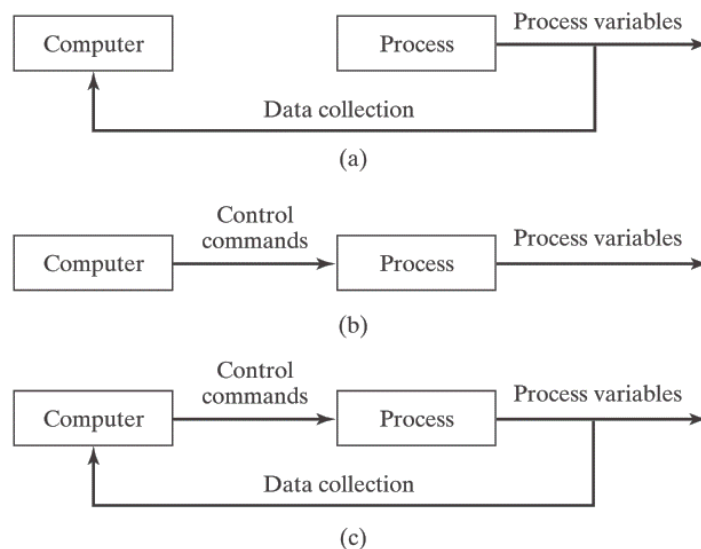 Computer
Process
Process variables
Data collection
(a)
Computer
Control
commands
Process
Process variables
(b)
Computer
Control
commands
Process
Process variables
Data collection
(c)